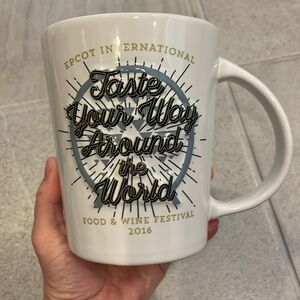 EPCOT INTERNATIONAL
Taste
Your Way
Around
the
World
FOOD & WINE FESTIVAL
2016